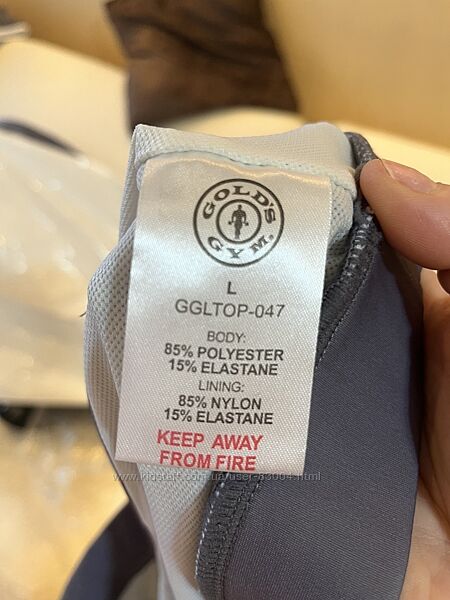 GOLD'S
GYM.
L
GGLTOP-047
BODY:
85% POLYESTER
15% ELASTANE
LINING:
85% NYLON
15% ELASTANE
KEEP AWAY
FROM FIRE